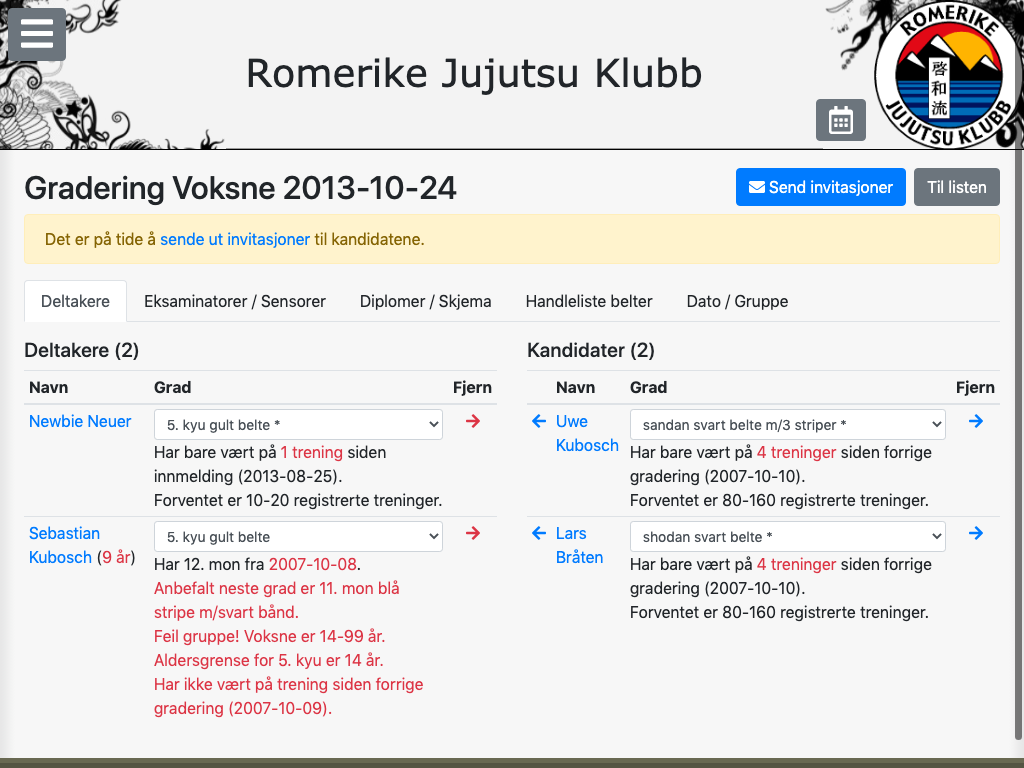 Romerike Jujutsu Klubb
ROMERIKE
啓和流
JUJUTSU KLUBB
Gradering Voksne 2013-10-24
Send invitasjoner
Til listen
Det er på tide å sende ut invitasjoner til kandidatene.
Deltakere
Eksaminatorer / Sensorer
Diplomer / Skjema
Handleliste belter
Dato / Gruppe
Deltakere (2)
Navn Grad Fjern
Newbie Neuer
5. kyu gult belte *
Har bare vært på 1 trening siden
innmelding (2013-08-25).
Forventet er 10-20 registrerte treninger.
Sebastian
Kubosch (9 år)
5. kyu gult belte
Har 12. mon fra 2007-10-08.
Anbefalt neste grad er 11. mon blå
stripe m/svart bånd.
Feil gruppe! Voksne er 14-99 år.
Aldersgrense for 5. kyu er 14 år.
Har ikke vært på trening siden forrige
gradering (2007-10-09).
Kandidater (2)
Navn Grad Fjern
Uwe
Kubosch
sandan svart belte m/3 striper *
Har bare vært på 4 treninger siden forrige
gradering (2007-10-10).
Forventet er 80-160 registrerte treninger.
Lars
Bråten
shodan svart belte *
Har bare vært på 4 treninger siden forrige
gradering (2007-10-10).
Forventet er 80-160 registrerte treninger.